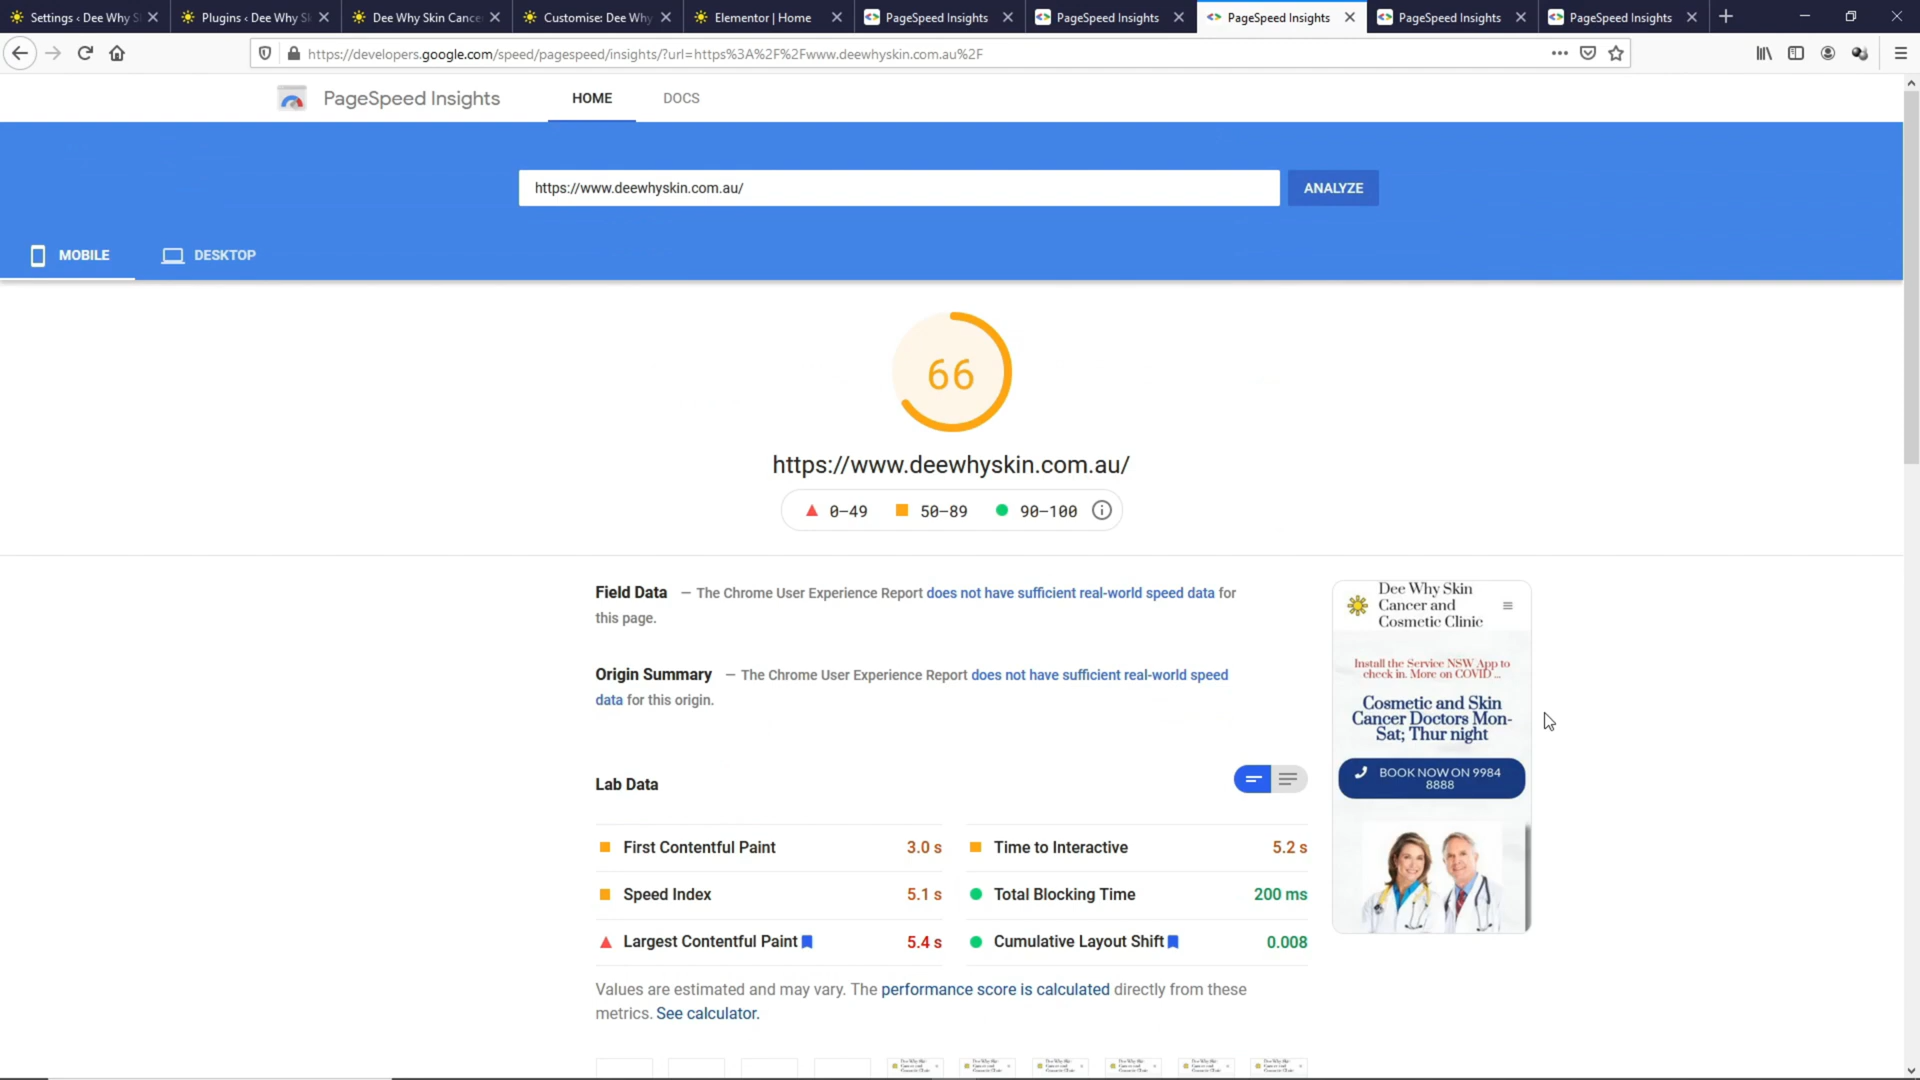 Settings ‹ Dee Why S
Plugins ‹ Dee Why S
Dee Why Skin Cance
Customise: Dee Why
Elementor | Home
PageSpeed Insights
PageSpeed Insights
PageSpeed Insights
PageSpeed Insights
PageSpeed Insights
https://developers.google.com/speed/pagespeed/insights/?url=https%3A%2F%2Fwww.deewhyskin.com.au%2F
PageSpeed Insights
HOME
DOCS
https://www.deewhyskin.com.au/
ANALYZE
MOBILE
DESKTOP
66
https://www.deewhyskin.com.au/
0–49
50–89
90–100
Field Data — The Chrome User Experience Report does not have sufficient real-world speed data for
this page.
Origin Summary — The Chrome User Experience Report does not have sufficient real-world speed
data for this origin.
Dee Why Skin
Cancer and
Cosmetic Clinic
Install the Service NSW App to
check in. More on COVID ...
Cosmetic and Skin
Cancer Doctors Mon-
Sat; Thur night
BOOK NOW ON 9984
8888
Lab Data
First Contentful Paint 3.0 s
Time to Interactive 5.2 s
Speed Index 5.1 s
Total Blocking Time 200 ms
Largest Contentful Paint 5.4 s
Cumulative Layout Shift 0.008
Values are estimated and may vary. The performance score is calculated directly from these
metrics. See calculator.